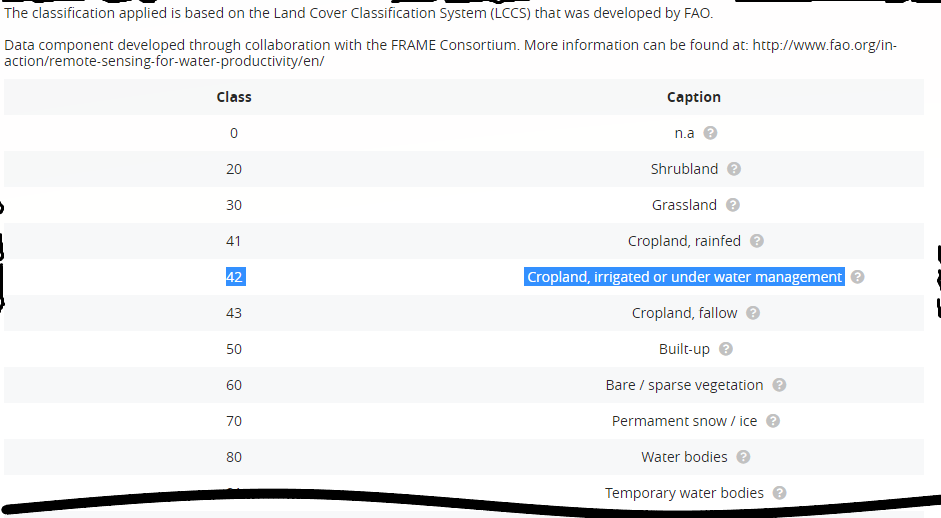 The classification applied is based on the Land Cover Classification System (LCCS) that was developed by FAO.
Data component developed through collaboration with the FRAME Consortium. More information can be found at: http://www.fao.org/in-
action/remote-sensing-for-water-productivity/en/
Class Caption
0 n.a ?
20 Shrubland ?
30 Grassland ?
41 Cropland, rainfed ?
42 Cropland, irrigated or under water management ?
43 Cropland, fallow ?
50 Built-up ?
60 Bare / sparse vegetation ?
70 Permament snow / ice ?
80 Water bodies ?
Temporary water bodies ?